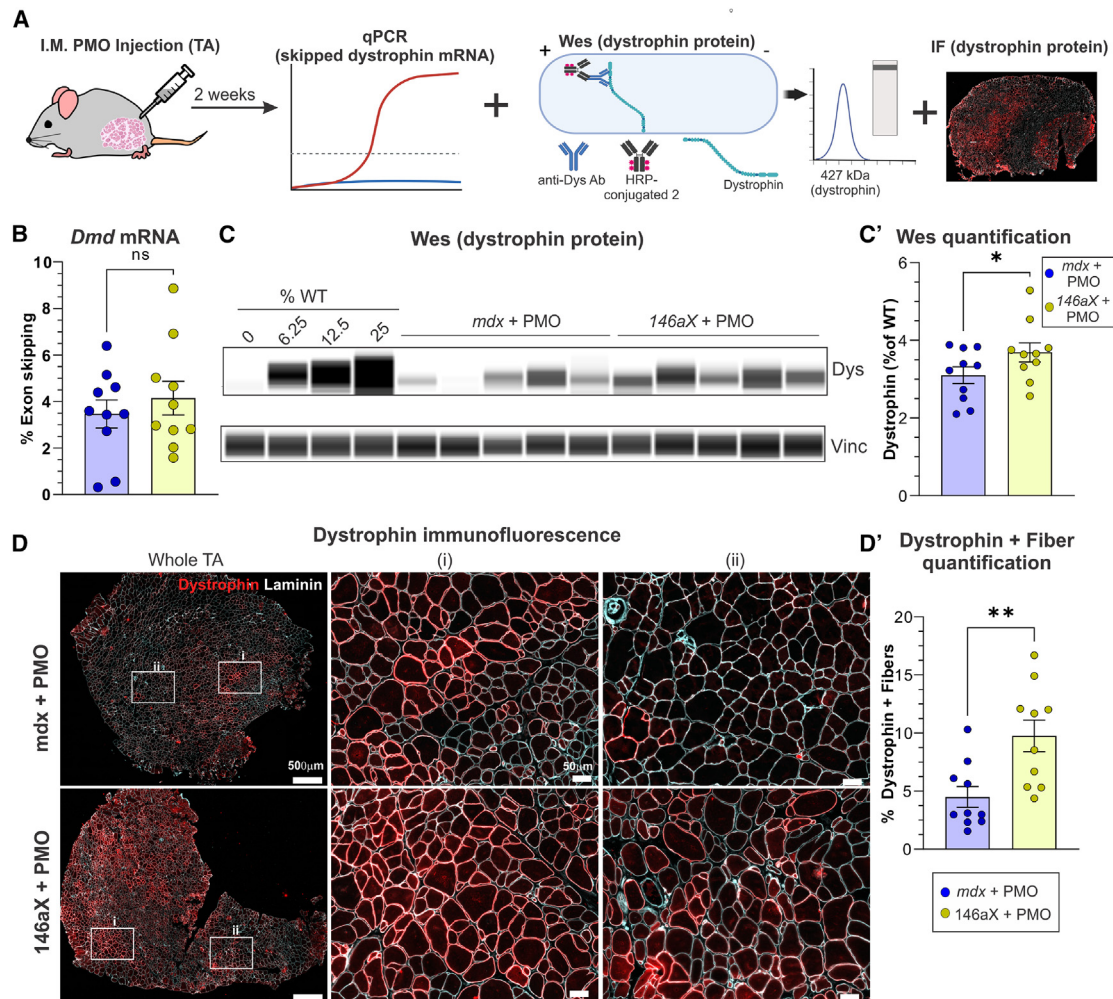 A
I.M. PMO Injection (TA)
2 weeks
qPCR
(skipped dystrophin mRNA)
+
Wes (dystrophin protein)
+
-
anti-Dys Ab
HRP-
conjugated 2
Dystrophin
427 kDa
(dystrophin)
+
IF (dystrophin protein)
B
Dmd mRNA
ns
% Exon skipping
10
8
6
4
2
0
C
Wes (dystrophin protein)
% WT
0
6.25
12.5
25
mdx + PMO
146aX + PMO
Dys
Vinc
C'
Wes quantification
*
mdx +
PMO
146aX +
PMO
Dystrophin (%of WT)
6
4
2
0
D
Dystrophin immunofluorescence
Whole TA
(i)
(ii)
Dystrophin Laminin
mdx + PMO
ii
i
500μm
50μm
146aX + PMO
i
ii
D'
Dystrophin + Fiber
quantification
**
% Dystrophin + Fibers
20
15
10
5
0
mdx + PMO
146aX + PMO